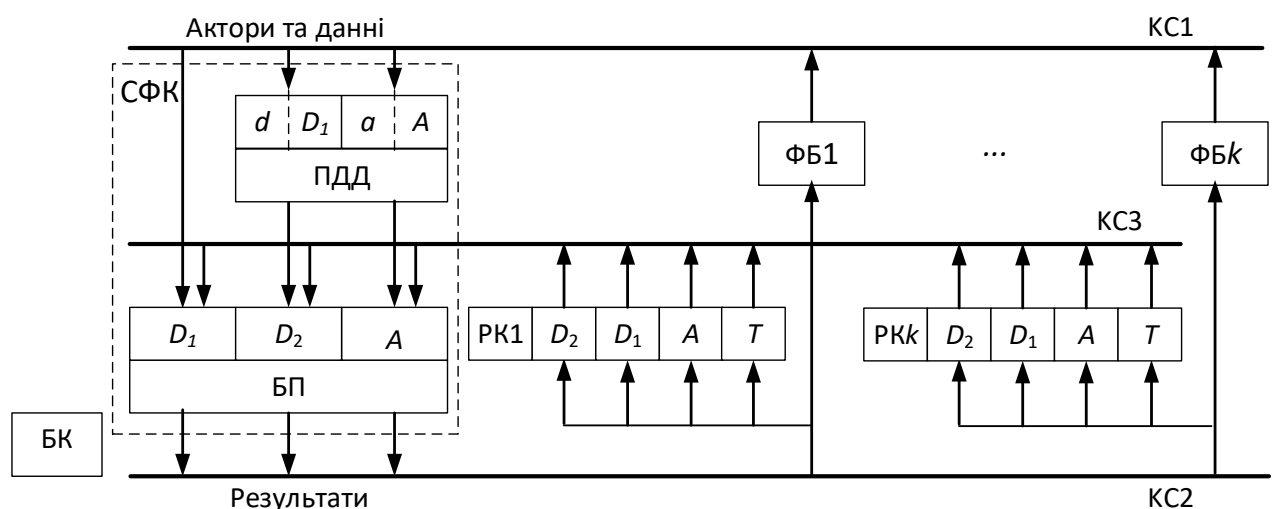 Актори та данні КС1
СФК
d D₁ a A
ПДД
ФБ1 ... ФБk
КС3
D₁ D₂ A
БП
РК1 D₂ D₁ A T
РКk D₂ D₁ A T
БК
Результати КС2